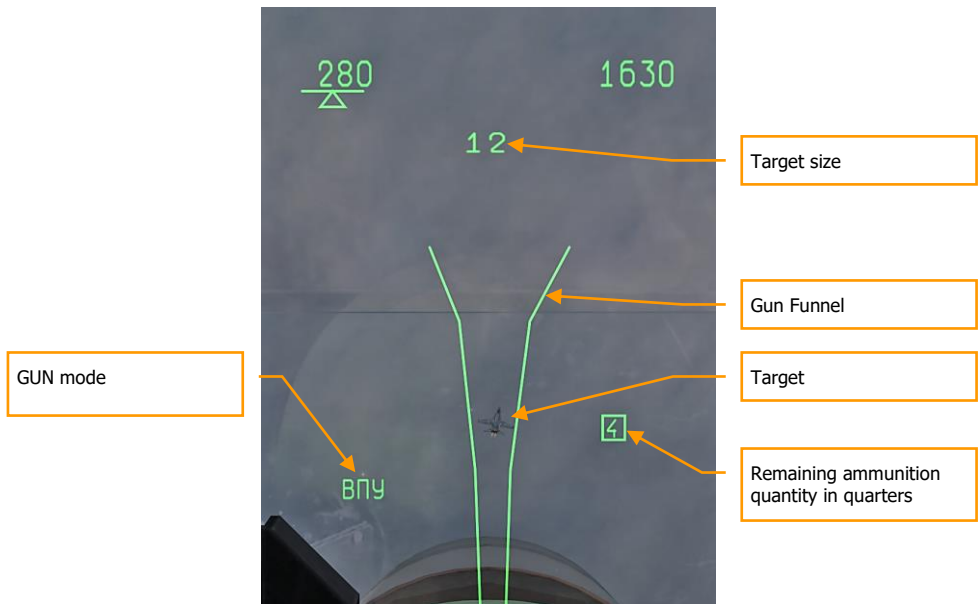 280
1630
12
Target size
Gun Funnel
GUN mode
Target
4
Remaining ammunition
quantity in quarters
ВПУ